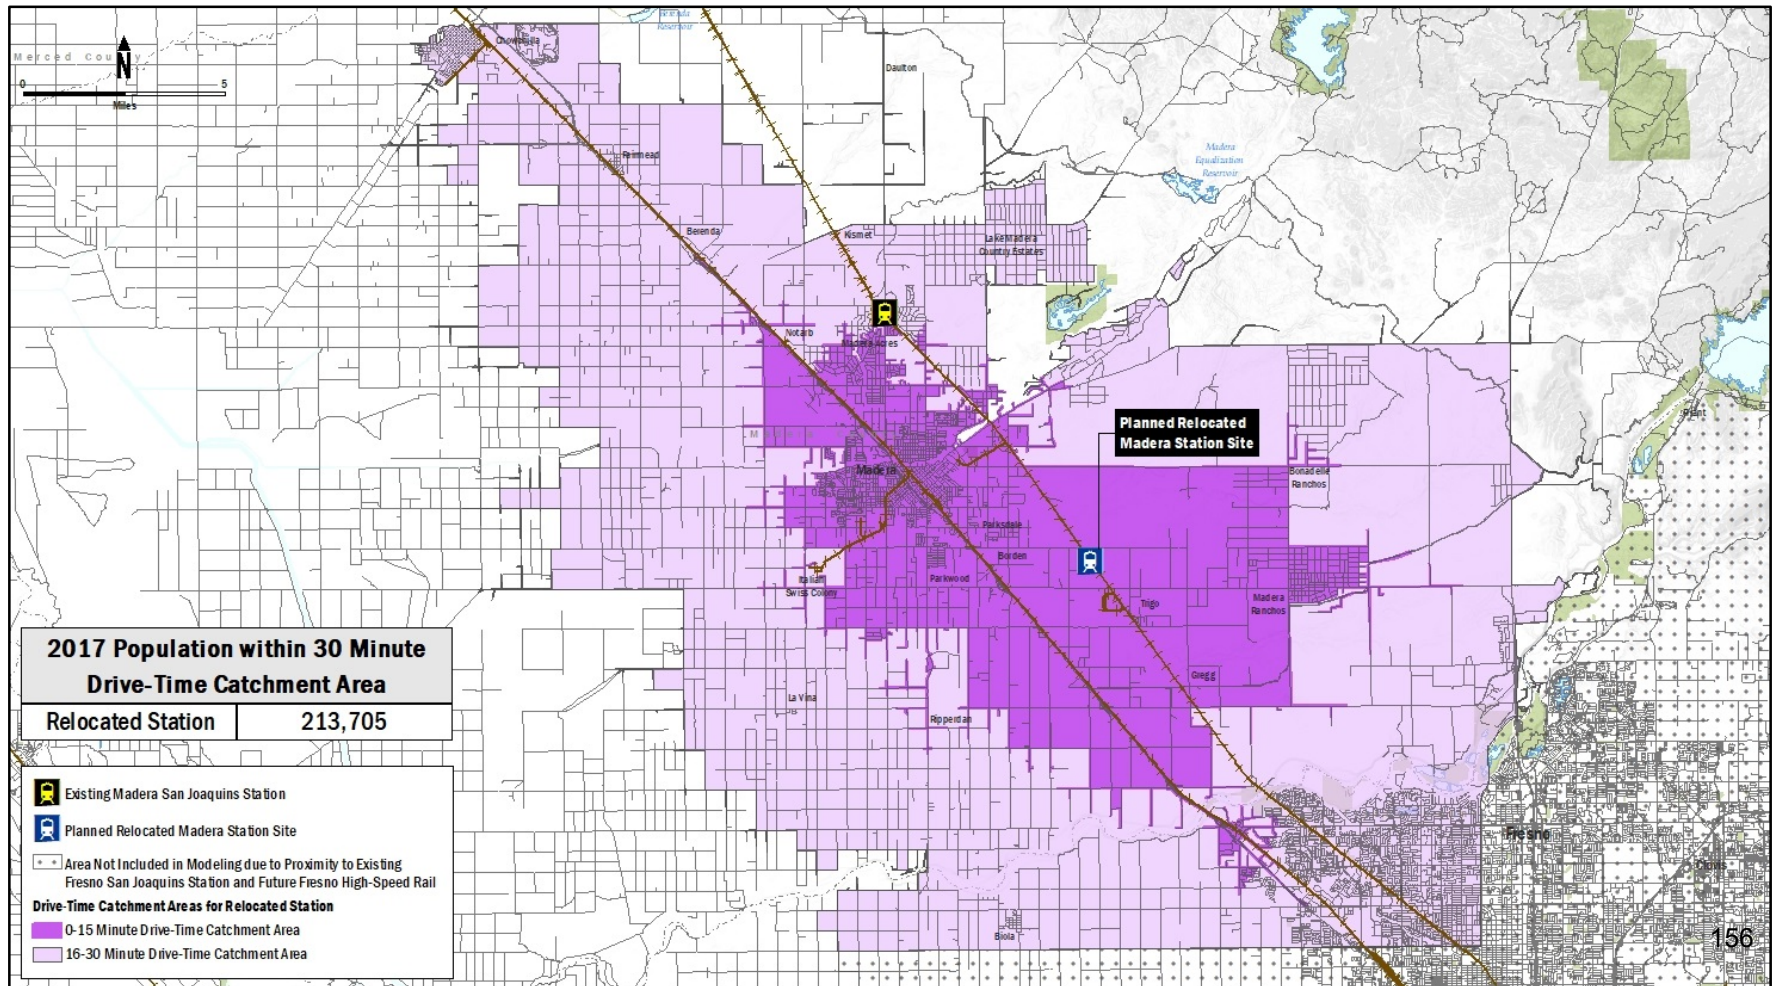 Berenda
Reservoir
Chowchilla
Merced County
N
0 5
Miles
Daulton
Fairmead
Madera
Equalization
Reservoir
Berenda
Kismet
Lake Madera
Country Estates
Notarb
Madera Acres
Planned Relocated
Madera Station Site
Madera
Bonadelle
Ranchos
Parksdale
Borden
Parkwood
Italian
Swiss Colony
Trigo
Madera
Ranchos
Gregg
La Vina
Ripperdan
Fresno
Clovis
Biola
2017 Population within 30 Minute
Drive-Time Catchment Area
Relocated Station 213,705
Existing Madera San Joaquins Station
Planned Relocated Madera Station Site
Area Not Included in Modeling due to Proximity to Existing
Fresno San Joaquins Station and Future Fresno High-Speed Rail
Drive-Time Catchment Areas for Relocated Station
0-15 Minute Drive-Time Catchment Area
16-30 Minute Drive-Time Catchment Area
156